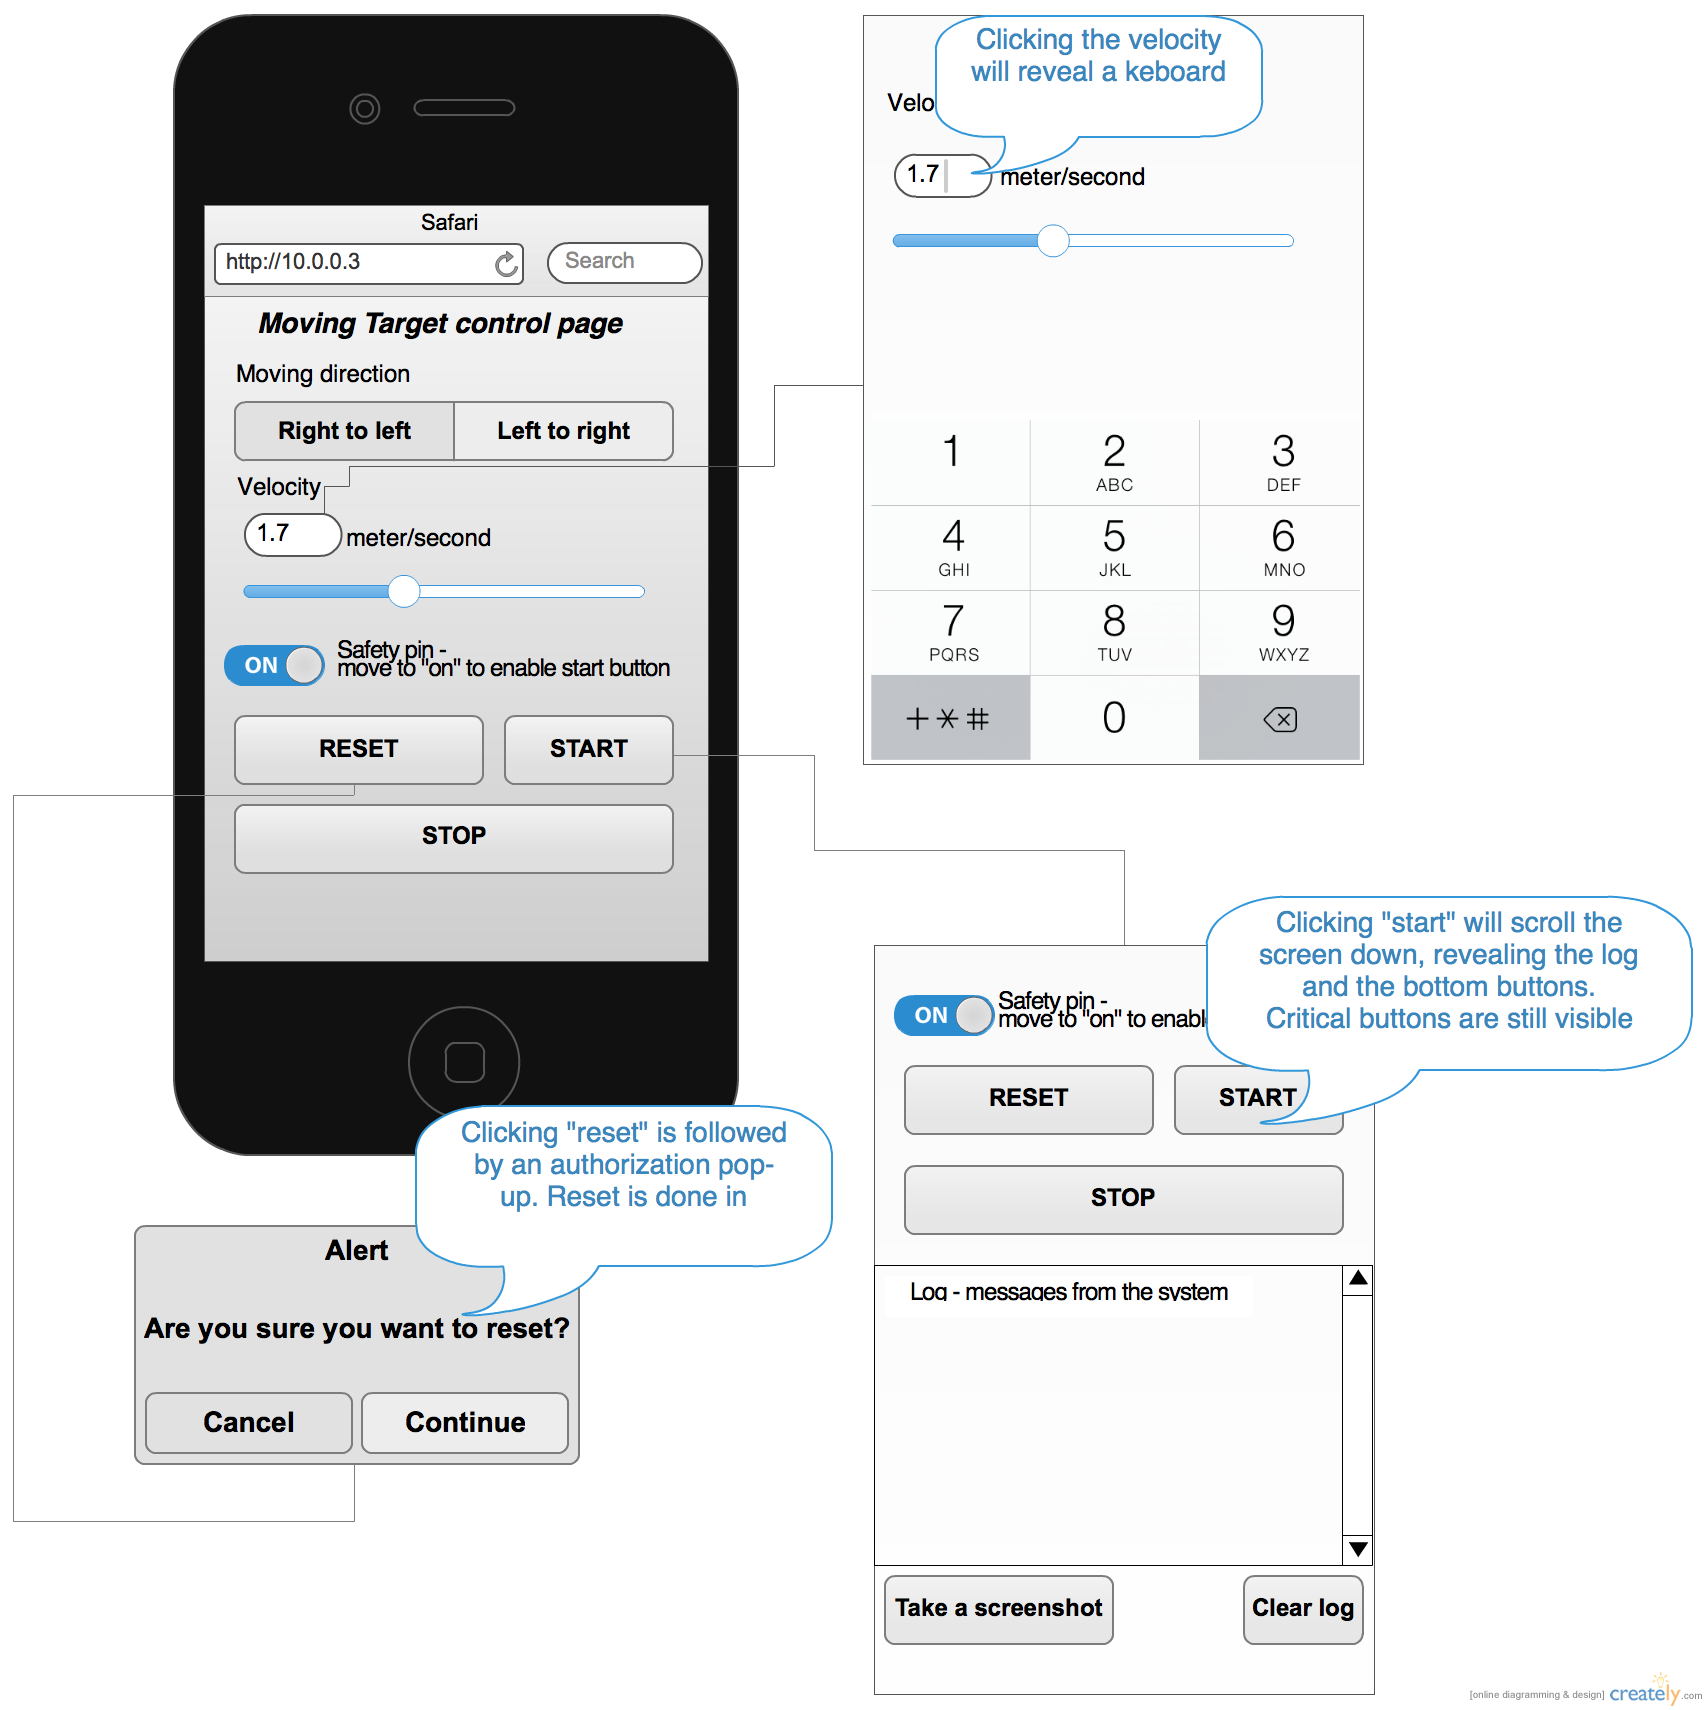 Safari
http://10.0.0.3
Search
Moving Target control page
Moving direction
Right to left
Left to right
Velocity
1.7
meter/second
ON
Safety pin -
move to "on" to enable start button
RESET
START
STOP
Clicking the velocity
will reveal a keboard
Velo
1.7
meter/second
1
2
ABC
3
DEF
4
GHI
5
JKL
6
MNO
7
PQRS
8
TUV
9
WXYZ
+*#
0
Clicking "reset" is followed
by an authorization pop-
up. Reset is done in
Alert
Are you sure you want to reset?
Cancel
Continue
Clicking "start" will scroll the
screen down, revealing the log
and the bottom buttons.
Critical buttons are still visible
ON
Safety pin -
move to "on" to enabl
RESET
START
STOP
Log - messages from the system
Take a screenshot
Clear log
[online diagramming & design] creately.com